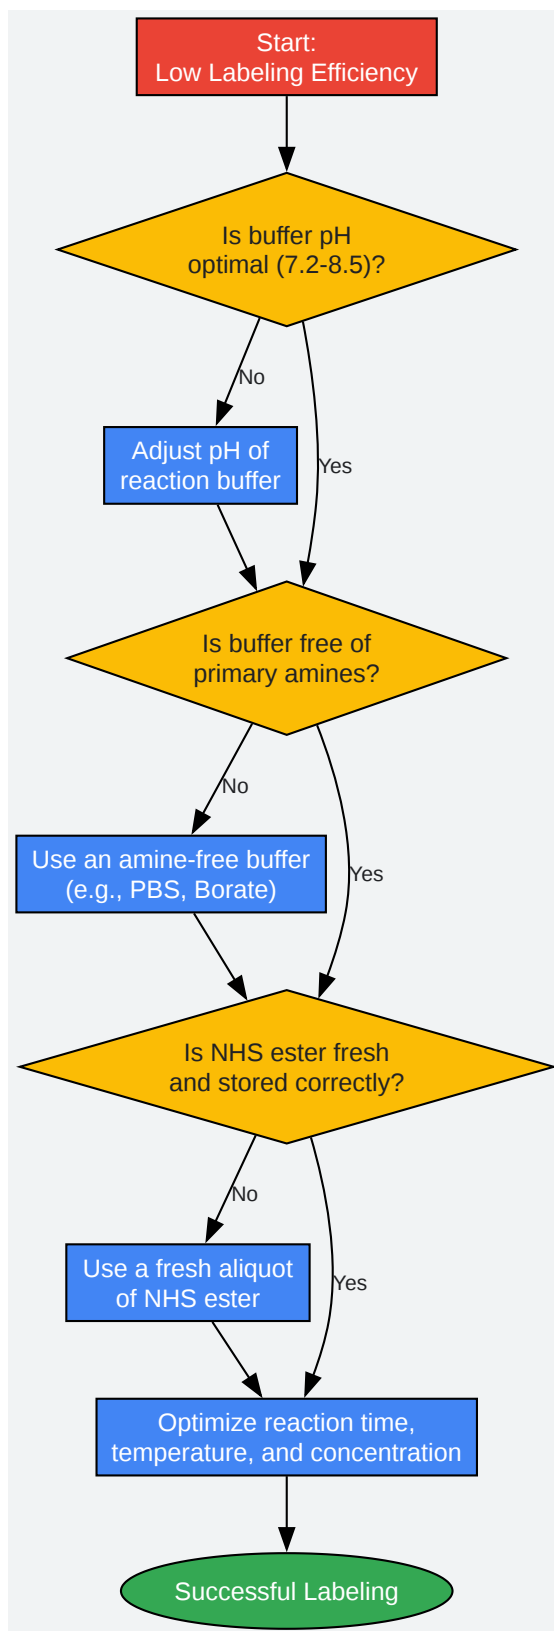 Start:
Low Labeling Efficiency
Is buffer pH
optimal (7.2-8.5)?
No
Yes
Adjust pH of
reaction buffer
Is buffer free of
primary amines?
No
Yes
Use an amine-free buffer
(e.g., PBS, Borate)
Is NHS ester fresh
and stored correctly?
No
Yes
Use a fresh aliquot
of NHS ester
Optimize reaction time,
temperature, and concentration
Successful Labeling